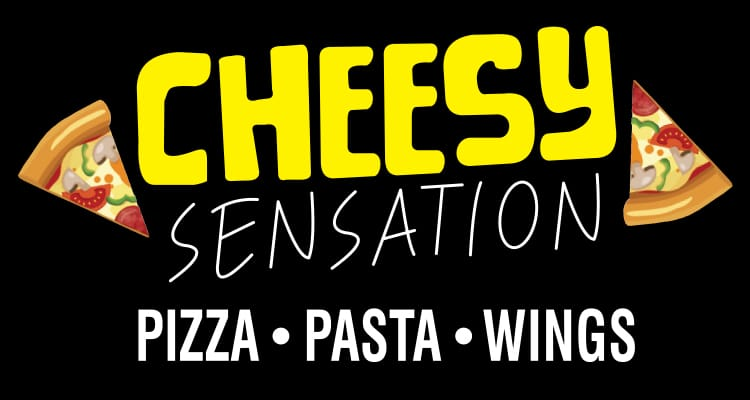 CHEESY
SENSATION
PIZZA • PASTA • WINGS